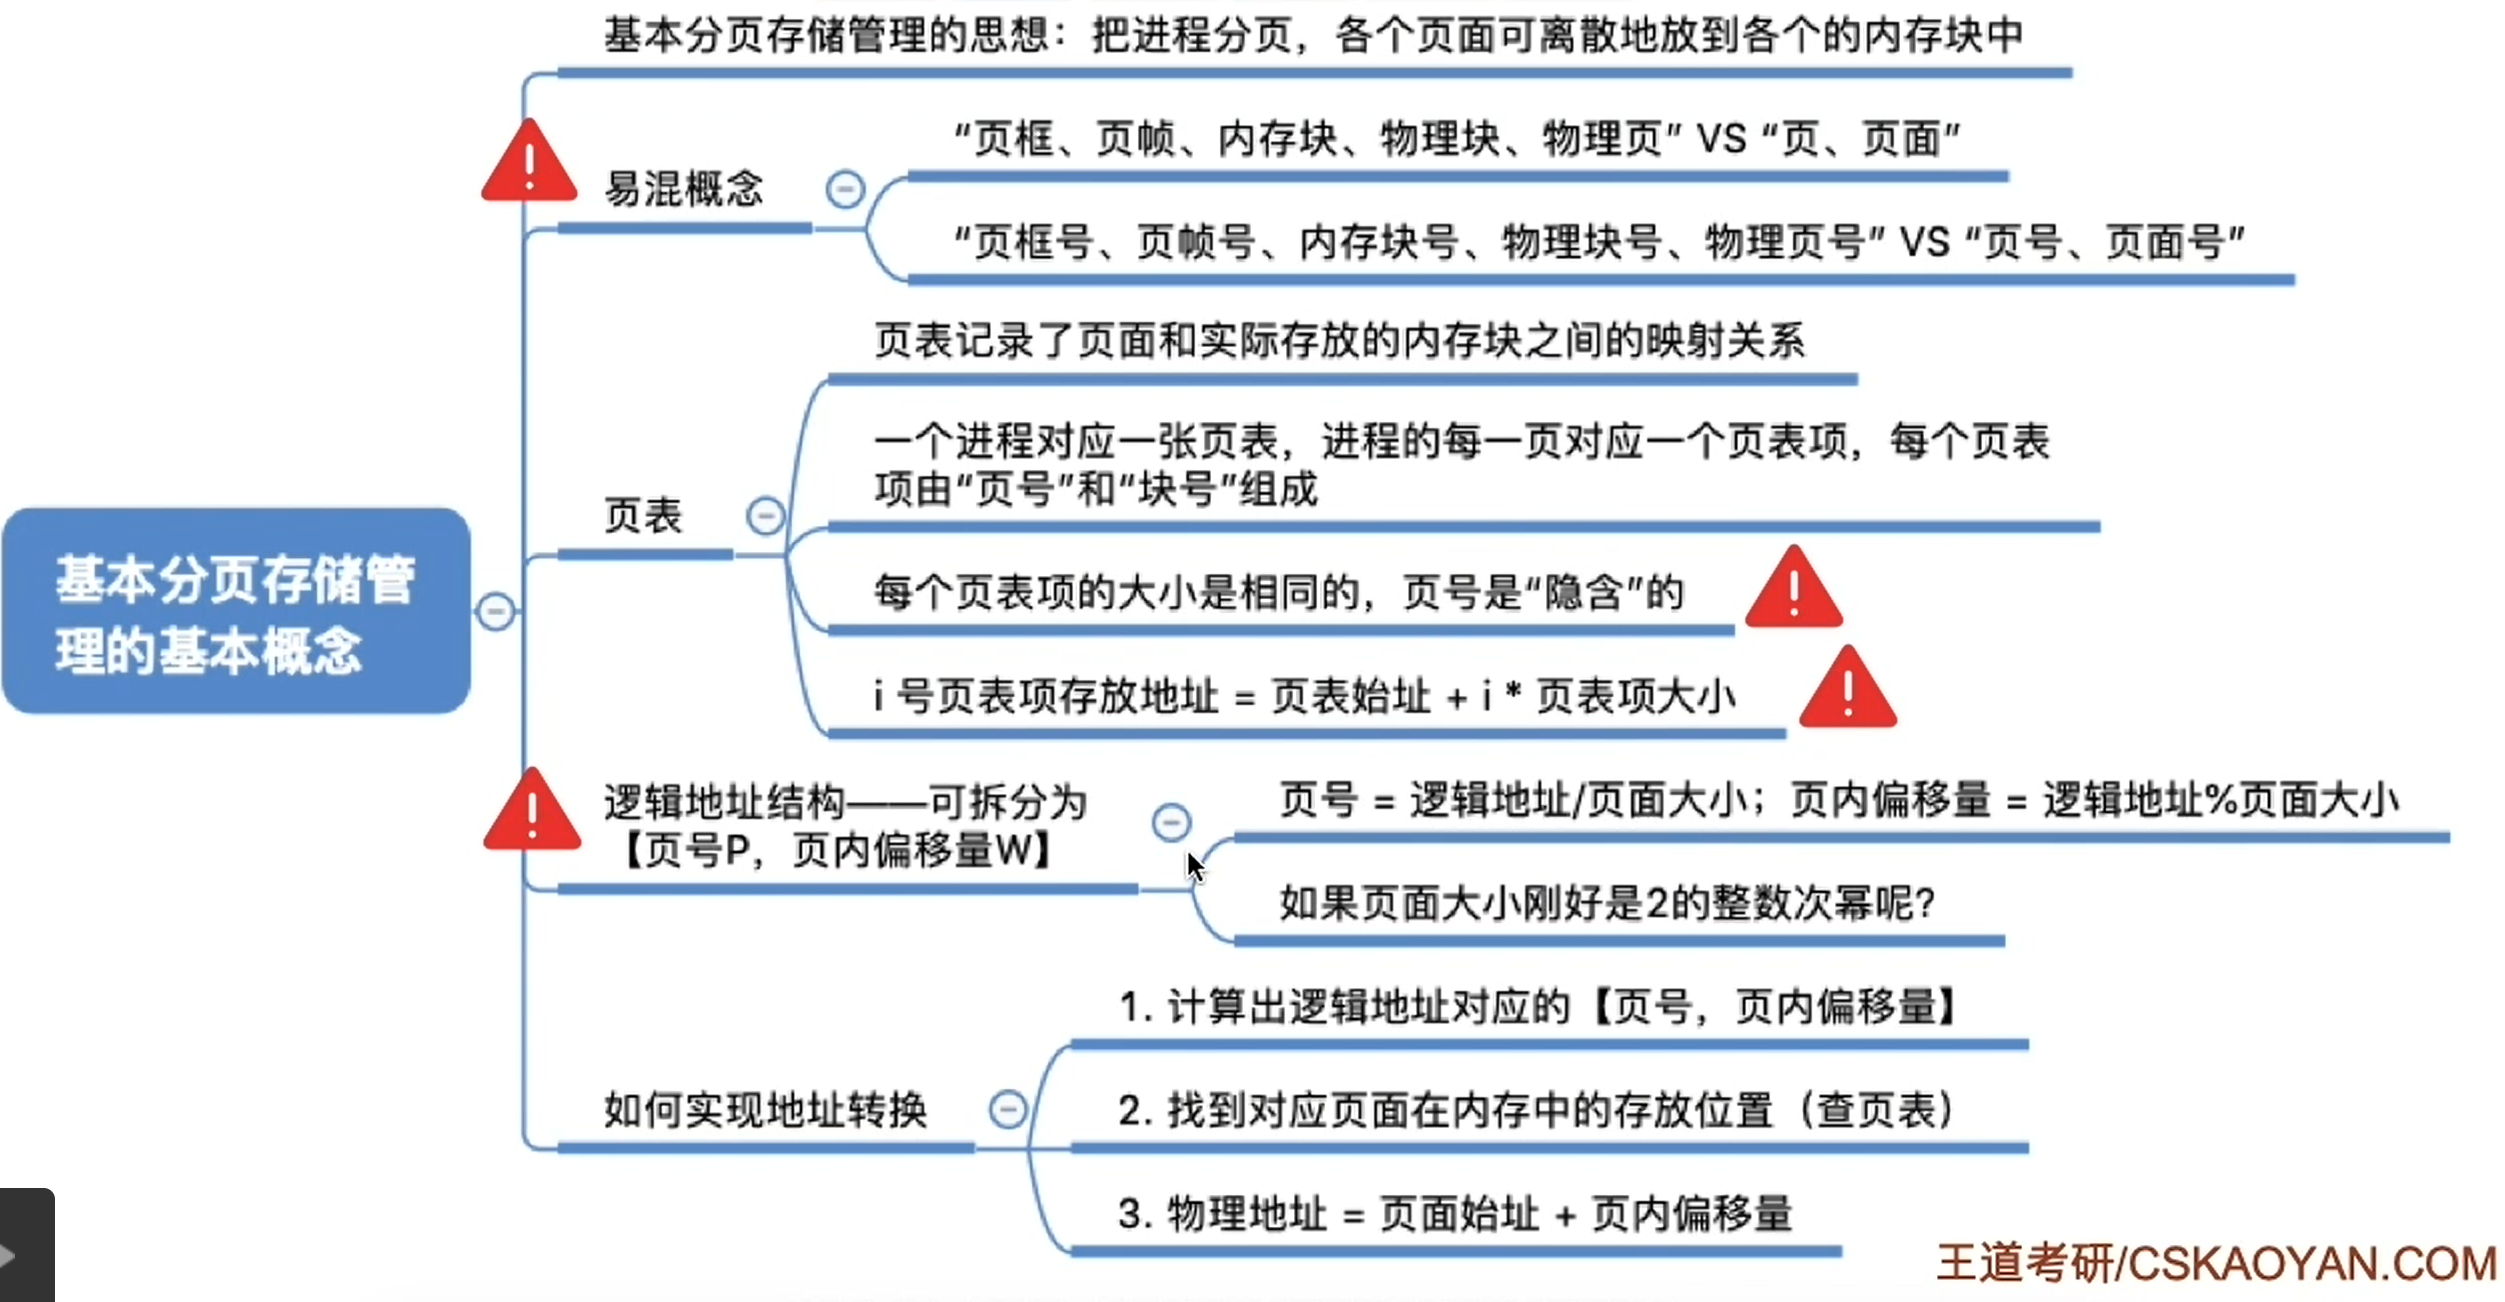 基本分页存储管理的思想：把进程分页，各个页面可离散地放到各个的内存块中
“页框、页帧、内存块、物理块、物理页” VS “页、页面”
易混概念
“页框号、页帧号、内存块号、物理块号、物理页号” VS “页号、页面号”
页表记录了页面和实际存放的内存块之间的映射关系
一个进程对应一张页表，进程的每一页对应一个页表项，每个页表
项由“页号”和“块号”组成
页表
每个页表项的大小是相同的，页号是“隐含”的
i 号页表项存放地址 = 页表始址 + i * 页表项大小
基本分页存储管
理的基本概念
逻辑地址结构——可拆分为
【页号P，页内偏移量W】
页号 = 逻辑地址/页面大小；页内偏移量 = 逻辑地址%页面大小
如果页面大小刚好是2的整数次幂呢?
1. 计算出逻辑地址对应的【页号，页内偏移量】
如何实现地址转换
2. 找到对应页面在内存中的存放位置（查页表）
3. 物理地址 = 页面始址 + 页内偏移量
王道考研/CSKAOYAN.COM